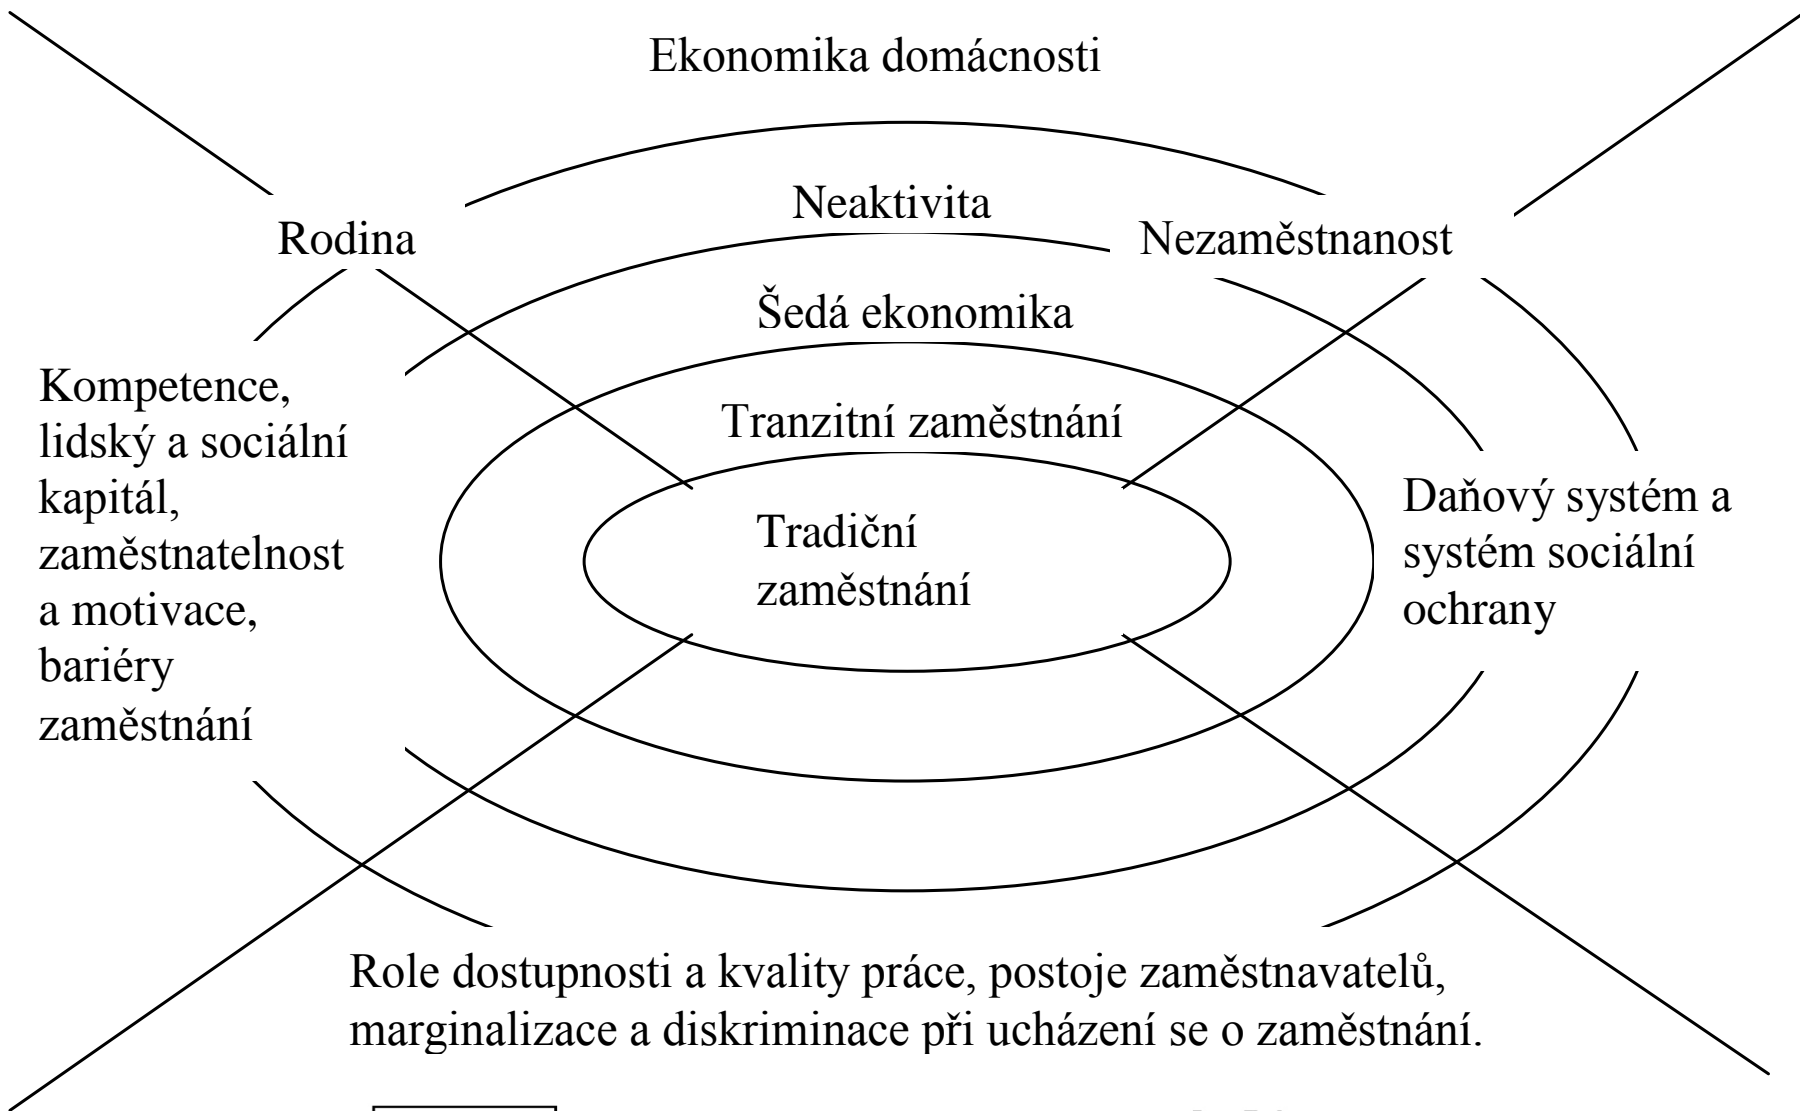 Ekonomika domácnosti
Neaktivita
Rodina
Nezaměstnanost
Šedá ekonomika
Kompetence,
lidský a sociální
kapitál,
zaměstnatelnost
a motivace,
bariéry
zaměstnání
Tranzitní zaměstnání
Tradiční
zaměstnání
Daňový systém a
systém sociální
ochrany
Role dostupnosti a kvality práce, postoje zaměstnavatelů,
marginalizace a diskriminace při ucházení se o zaměstnání.